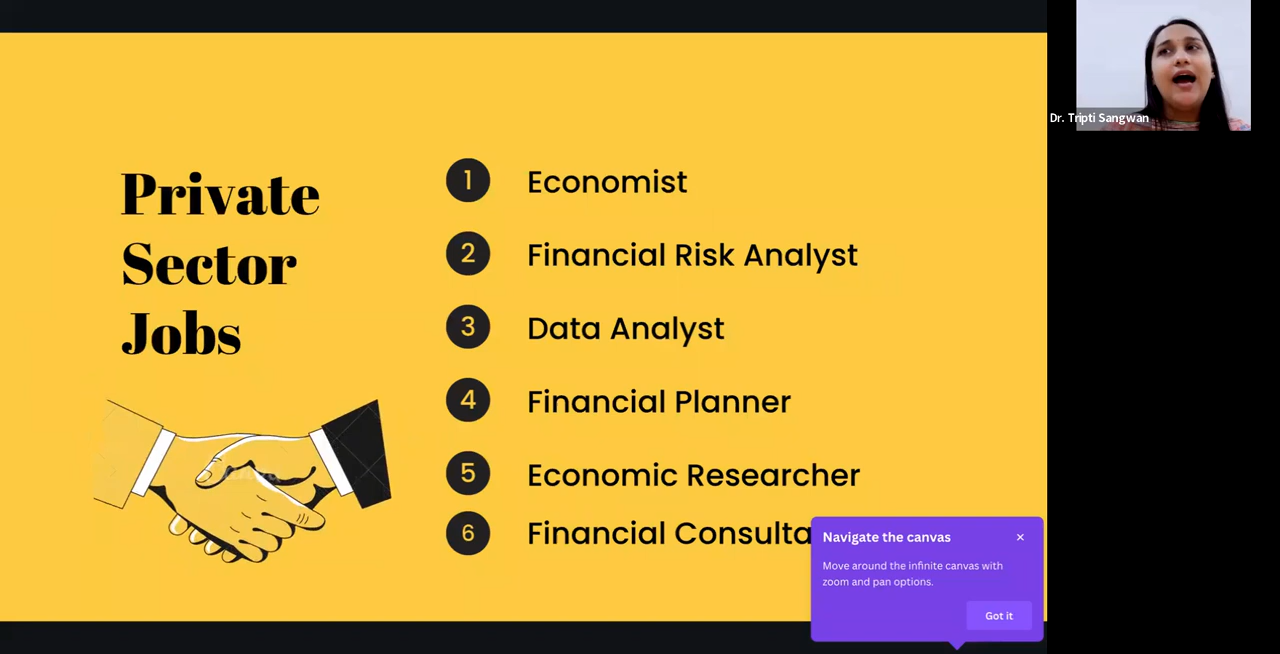 Private
Sector
Jobs
1 Economist
2 Financial Risk Analyst
3 Data Analyst
4 Financial Planner
5 Economic Researcher
6 Financial Consulta
Navigate the canvas ✕
Move around the infinite canvas with
zoom and pan options.
Got it
Dr. Tripti Sangwan